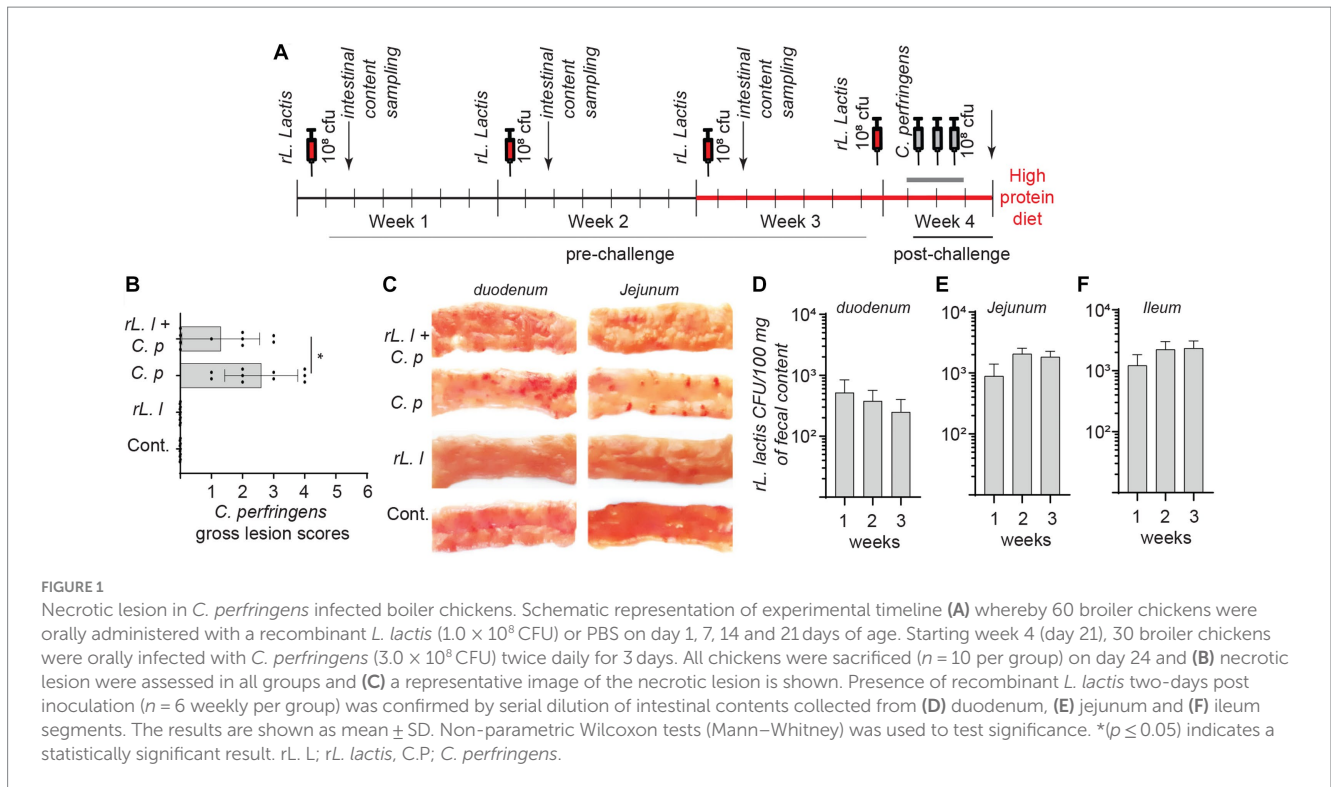 A
rL. Lactis
10⁸ cfu
intestinal
content
sampling
rL. Lactis
10⁸ cfu
intestinal
content
sampling
rL. Lactis
10⁸ cfu
intestinal
content
sampling
rL. Lactis
10⁸ cfu
C. perfringens
10⁸ cfu
High
protein
diet
Week 1
Week 2
Week 3
Week 4
pre-challenge
post-challenge
B
rL. l +
C. p
C. p
rL. l
Cont.
*
1 2 3 4 5 6
C. perfringens
gross lesion scores
C
duodenum
Jejunum
rL. l +
C. p
C. p
rL. l
Cont.
D
duodenum
rL. lactis CFU/100 mg
of fecal content
10⁴
10³
10²
1 2 3
weeks
E
Jejunum
10⁴
10³
10²
1 2 3
weeks
F
Ileum
10⁴
10³
10²
1 2 3
weeks
FIGURE 1
Necrotic lesion in C. perfringens infected boiler chickens. Schematic representation of experimental timeline (A) whereby 60 broiler chickens were
orally administered with a recombinant L. lactis (1.0 × 10⁸ CFU) or PBS on day 1, 7, 14 and 21 days of age. Starting week 4 (day 21), 30 broiler chickens
were orally infected with C. perfringens (3.0 × 10⁸ CFU) twice daily for 3 days. All chickens were sacrificed (n = 10 per group) on day 24 and (B) necrotic
lesion were assessed in all groups and (C) a representative image of the necrotic lesion is shown. Presence of recombinant L. lactis two-days post
inoculation (n = 6 weekly per group) was confirmed by serial dilution of intestinal contents collected from (D) duodenum, (E) jejunum and (F) ileum
segments. The results are shown as mean ± SD. Non-parametric Wilcoxon tests (Mann–Whitney) was used to test significance. *(p ≤ 0.05) indicates a
statistically significant result. rL. L; rL. lactis, C.P; C. perfringens.